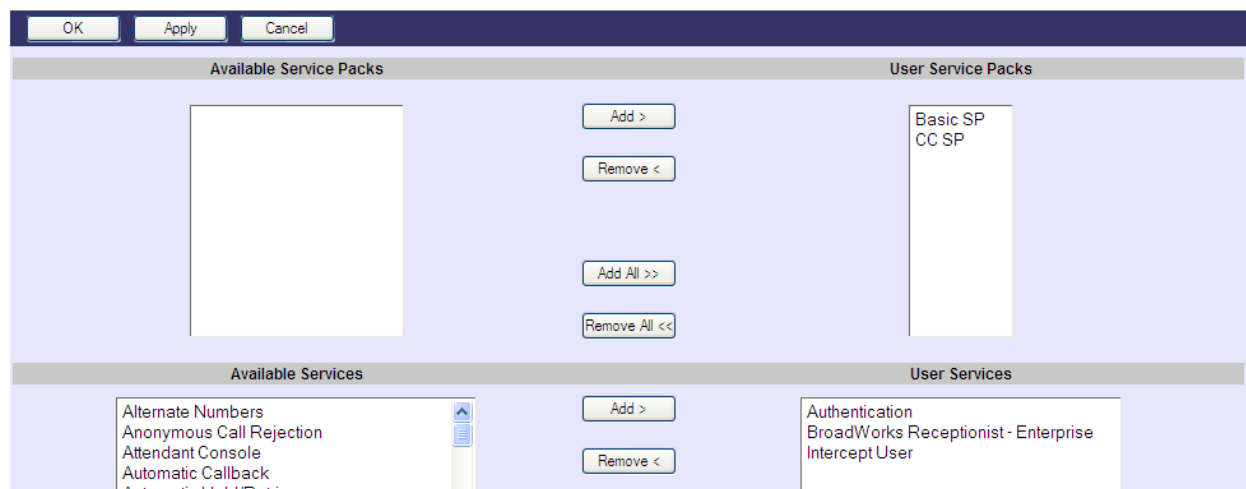 OK Apply Cancel
Available Service Packs User Service Packs
Add >
Basic SP
CC SP
Remove <
Add All >>
Remove All <<
Available Services User Services
Alternate Numbers Add > Authentication
Anonymous Call Rejection BroadWorks Receptionist - Enterprise
Attendant Console Remove < Intercept User
Automatic Callback